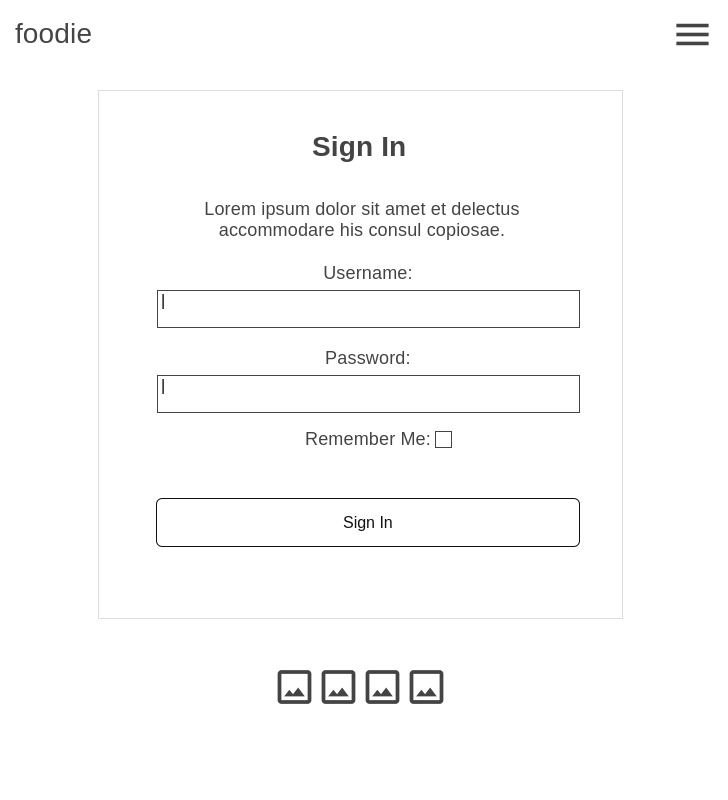 foodie
Sign In
Lorem ipsum dolor sit amet et delectus
accommodare his consul copiosae.
Username:
Password:
Remember Me:
Sign In